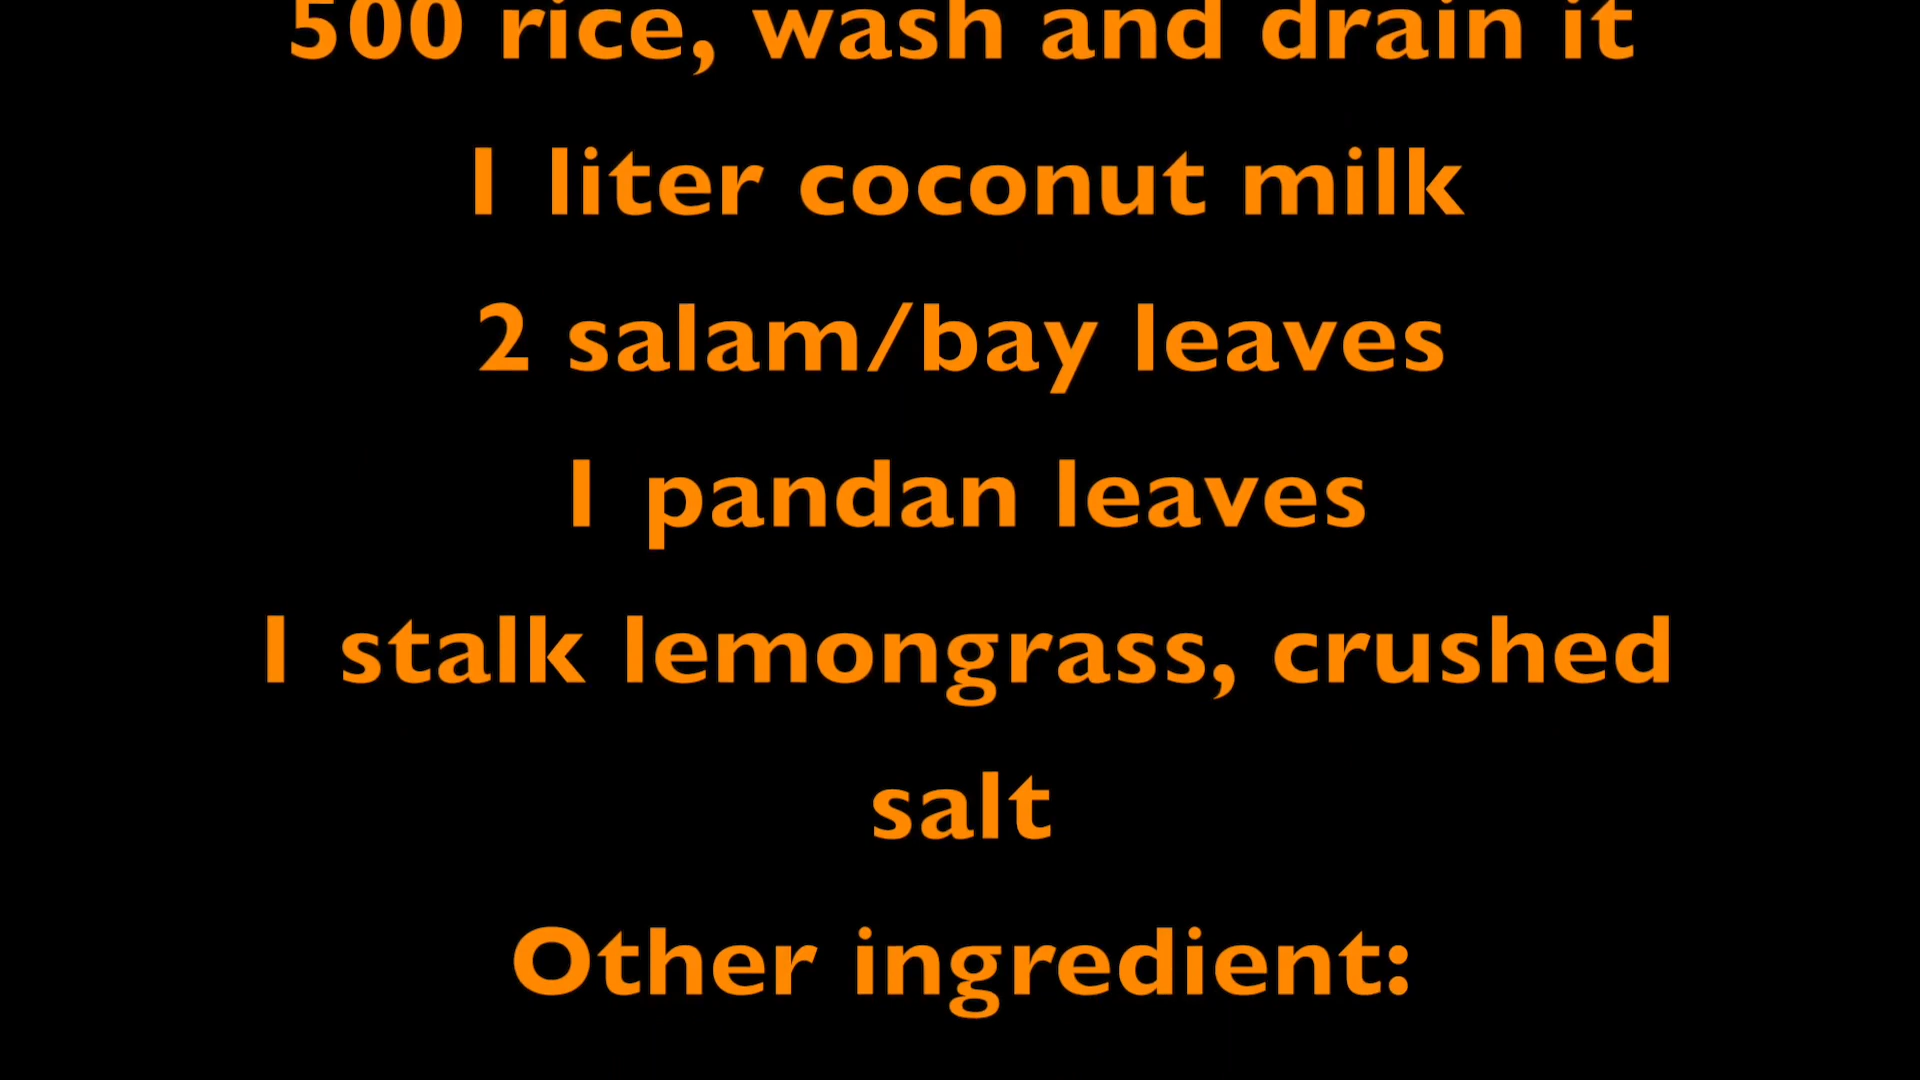 500 rice, wash and drain it
1 liter coconut milk
2 salam/bay leaves
1 pandan leaves
1 stalk lemongrass, crushed
salt
Other ingredient: